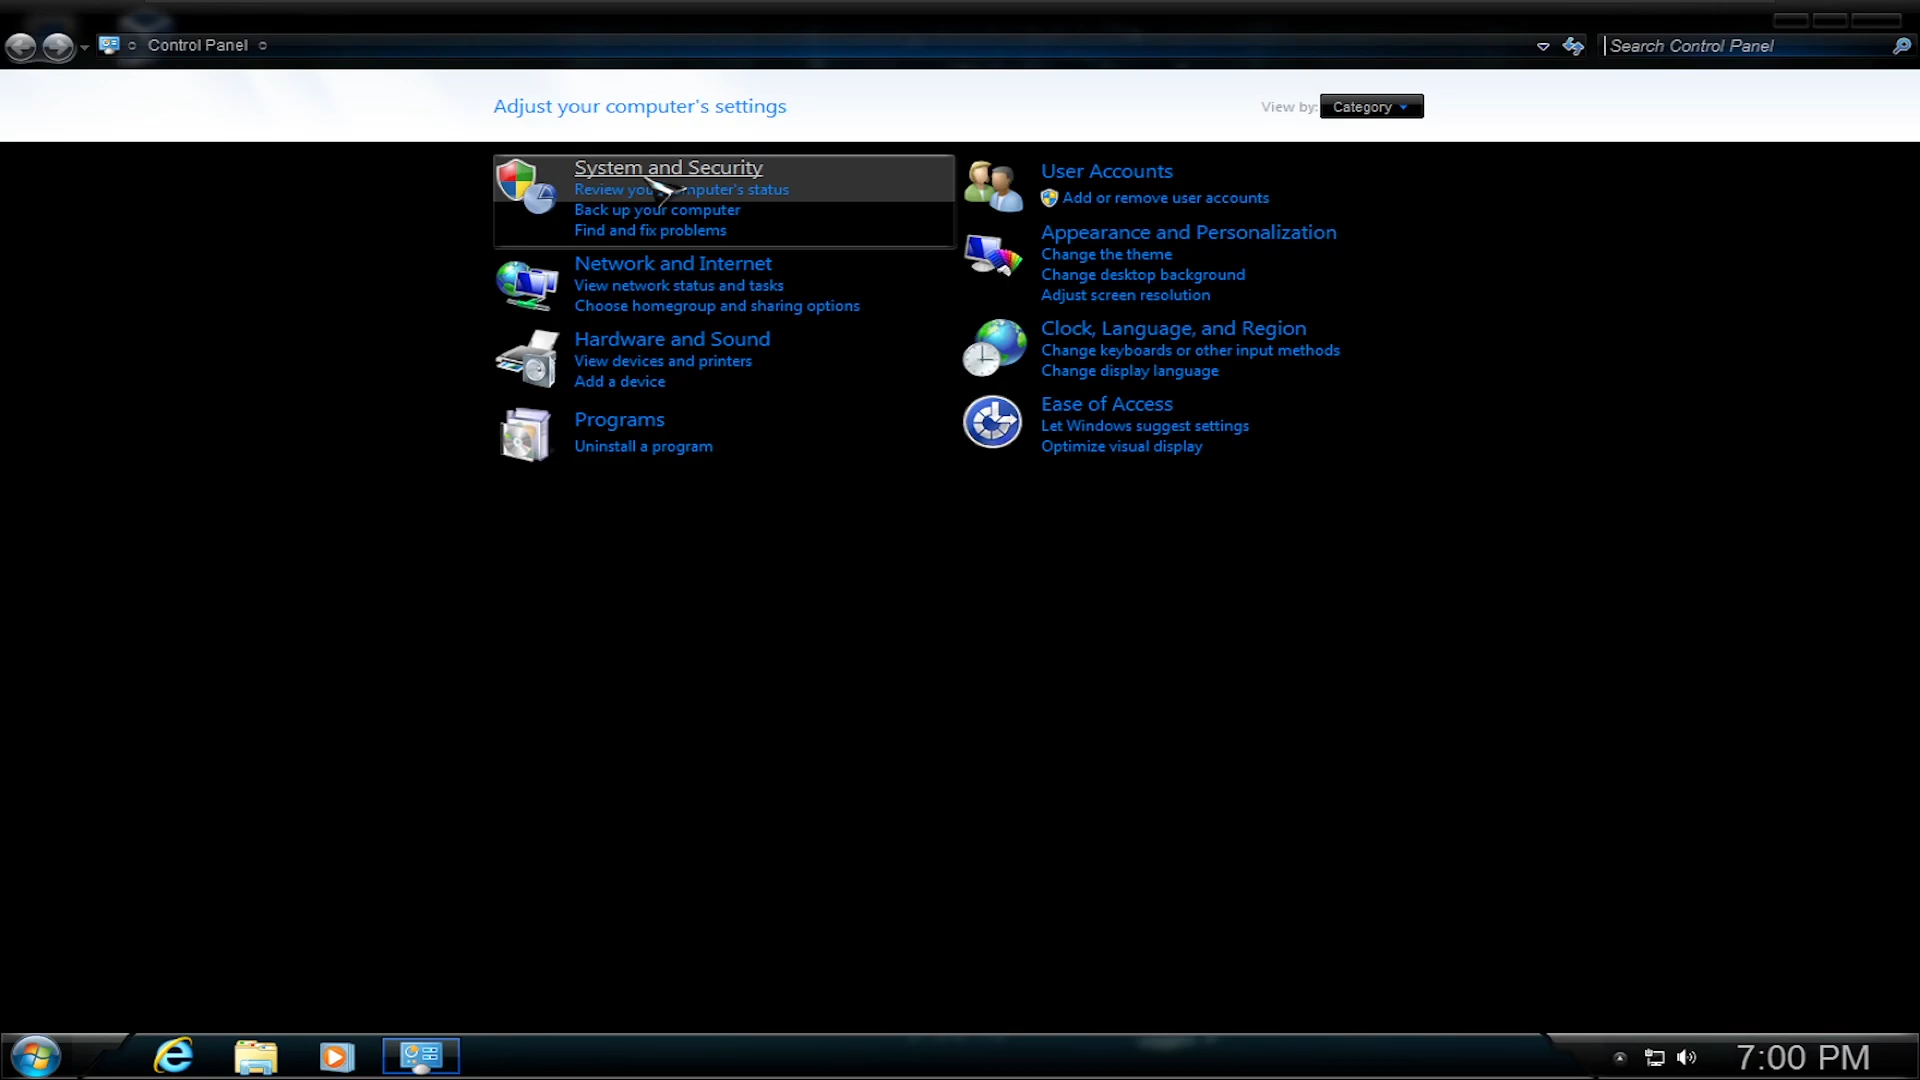 Control Panel
Search Control Panel
Adjust your computer's settings
View by: Category
System and Security
Review your computer's status
Back up your computer
Find and fix problems
Network and Internet
View network status and tasks
Choose homegroup and sharing options
Hardware and Sound
View devices and printers
Add a device
Programs
Uninstall a program
User Accounts
Add or remove user accounts
Appearance and Personalization
Change the theme
Change desktop background
Adjust screen resolution
Clock, Language, and Region
Change keyboards or other input methods
Change display language
Ease of Access
Let Windows suggest settings
Optimize visual display
7:00 PM